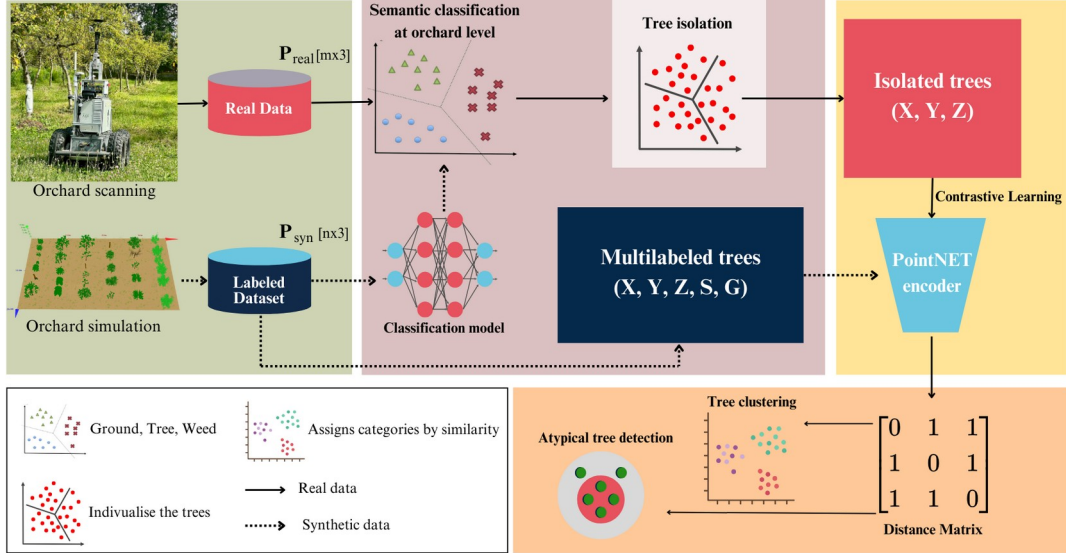 Orchard scanning
P_real [mx3]
Real Data
Semantic classification
at orchard level
Tree isolation
Isolated trees
(X, Y, Z)
Contrastive Learning
Orchard simulation
P_syn [nx3]
Labeled
Dataset
Classification model
Multilabeled trees
(X, Y, Z, S, G)
PointNET
encoder
Ground, Tree, Weed
Assigns categories by similarity
Indivualise the trees
Real data
Synthetic data
Tree clustering
Atypical tree detection
0 1 1
1 0 1
1 1 0
Distance Matrix